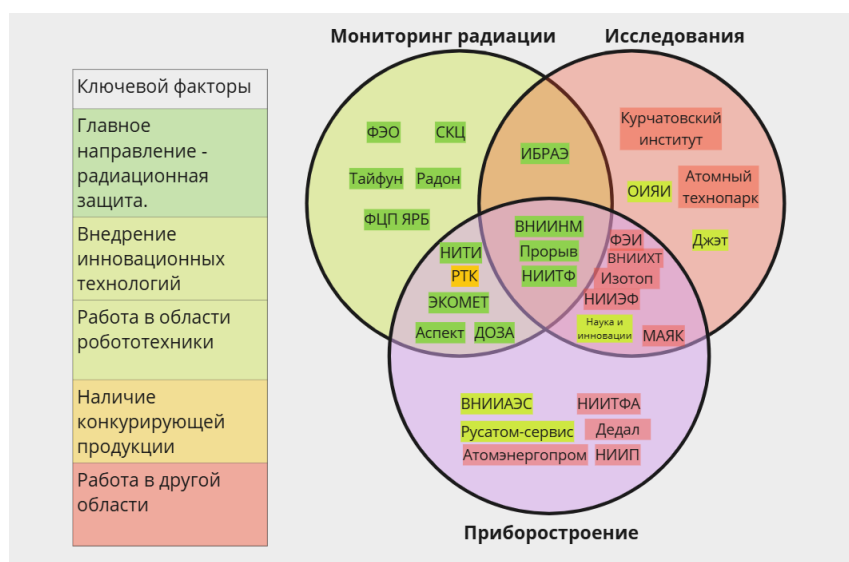 Мониторинг радиации
Исследования
Ключевой факторы
Главное
направление -
радиационная
защита.
Внедрение
инновационных
технологий
Работа в области
робототехники
Наличие
конкурирующей
продукции
Работа в другой
области
ФЭО
СКЦ
Тайфун
Радон
ФЦП ЯРБ
ИБРАЭ
Курчатовский
институт
ОИЯИ
Атомный
технопарк
Джэт
ВНИИНМ
Прорыв
НИИТФ
НИТИ
РТК
ЭКОМЕТ
Аспект
ДОЗА
ФЭИ
ВНИИХТ
Изотоп
НИИЭФ
Наука и
инновации
МАЯК
ВНИИАЭС
НИИТФА
Русатом-сервис
Дедал
Атомэнергопром
НИИП
Приборостроение